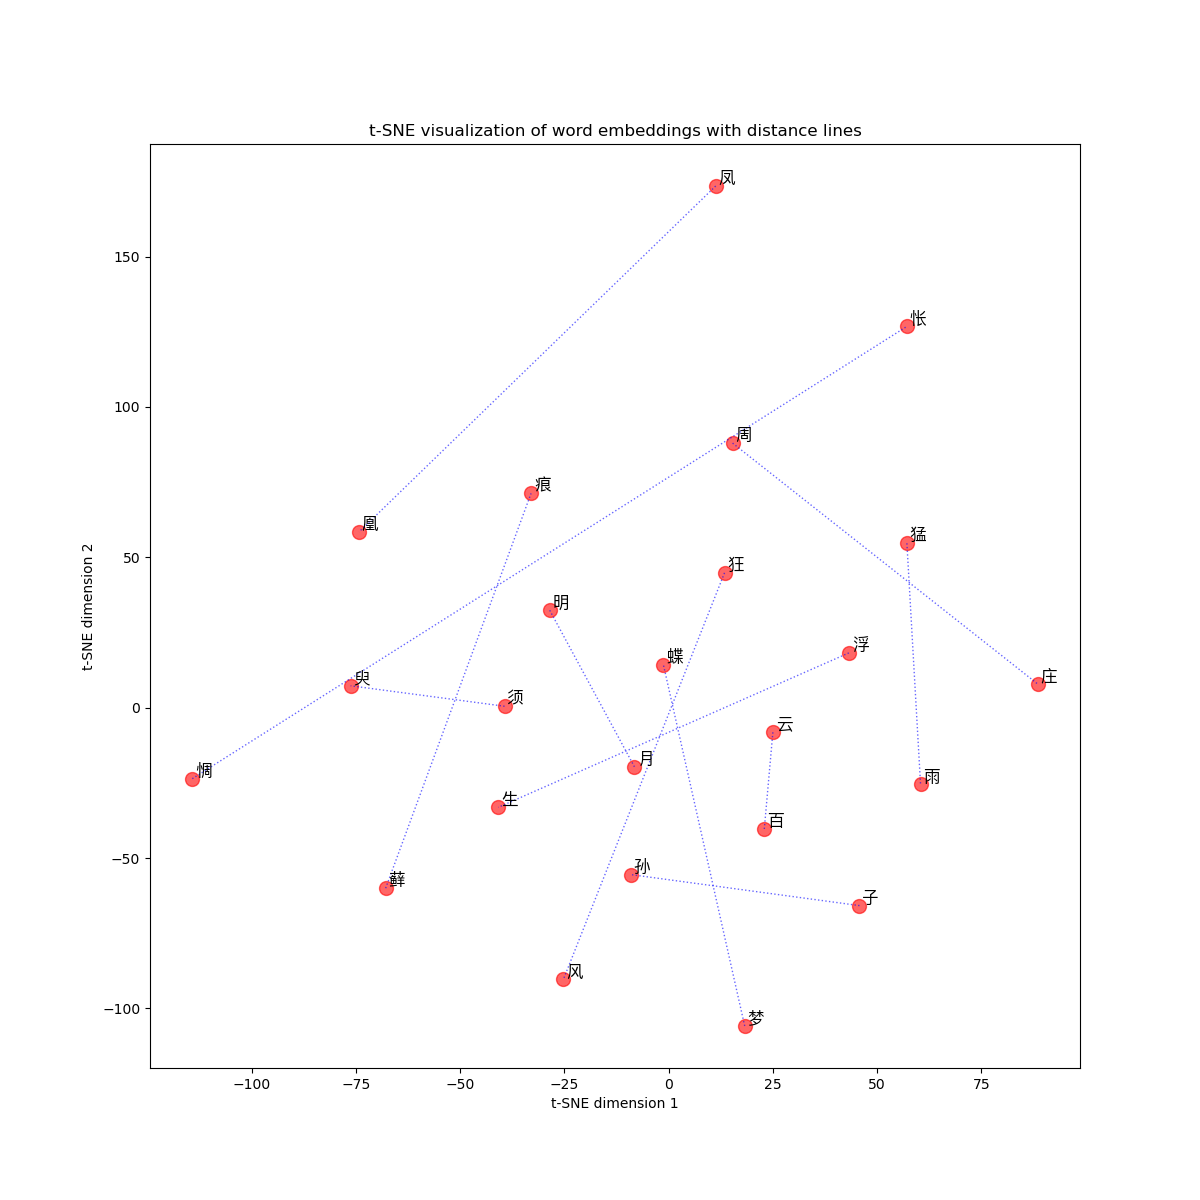 t-SNE visualization of word embeddings with distance lines
凤
怅
周
痕
凰
猛
狂
明
浮
蝶
庄
臾
须
云
月
雨
惆
生
百
孙
藓
子
风
梦
150
100
50
0
−50
−100
t-SNE dimension 2
−100 −75 −50 −25 0 25 50 75
t-SNE dimension 1